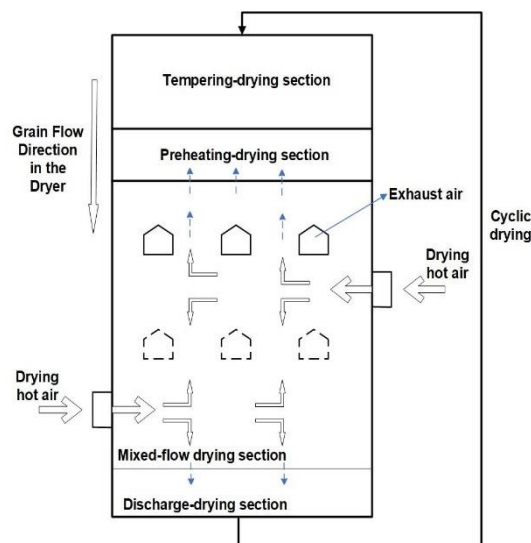 Tempering-drying section
Grain Flow
Direction
in the
Dryer
Preheating-drying section
Exhaust air
Cyclic
drying
Drying
hot air
Drying
hot air
Mixed-flow drying section
Discharge-drying section